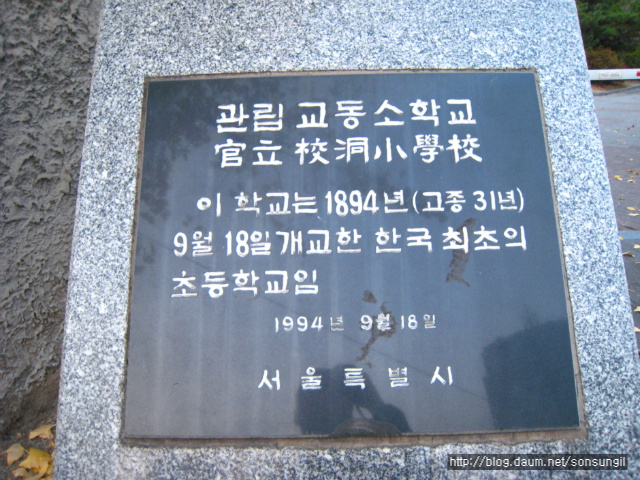 관립 교동소학교
官立 校洞小學校
이 학교는 1894년(고종 31년)
9월 18일 개교한 한국 최초의
초등학교임
1994년 9월 18일
서울특별시
http://blog.daum.net/sonsungil